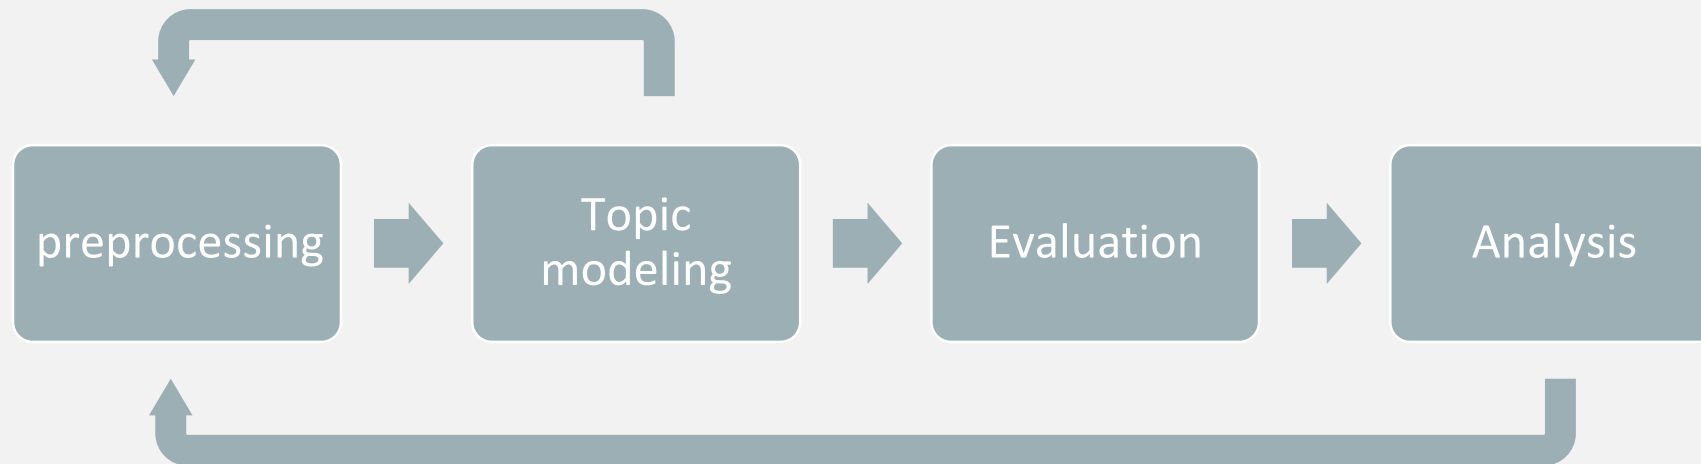 preprocessing
Topic
modeling
Evaluation
Analysis